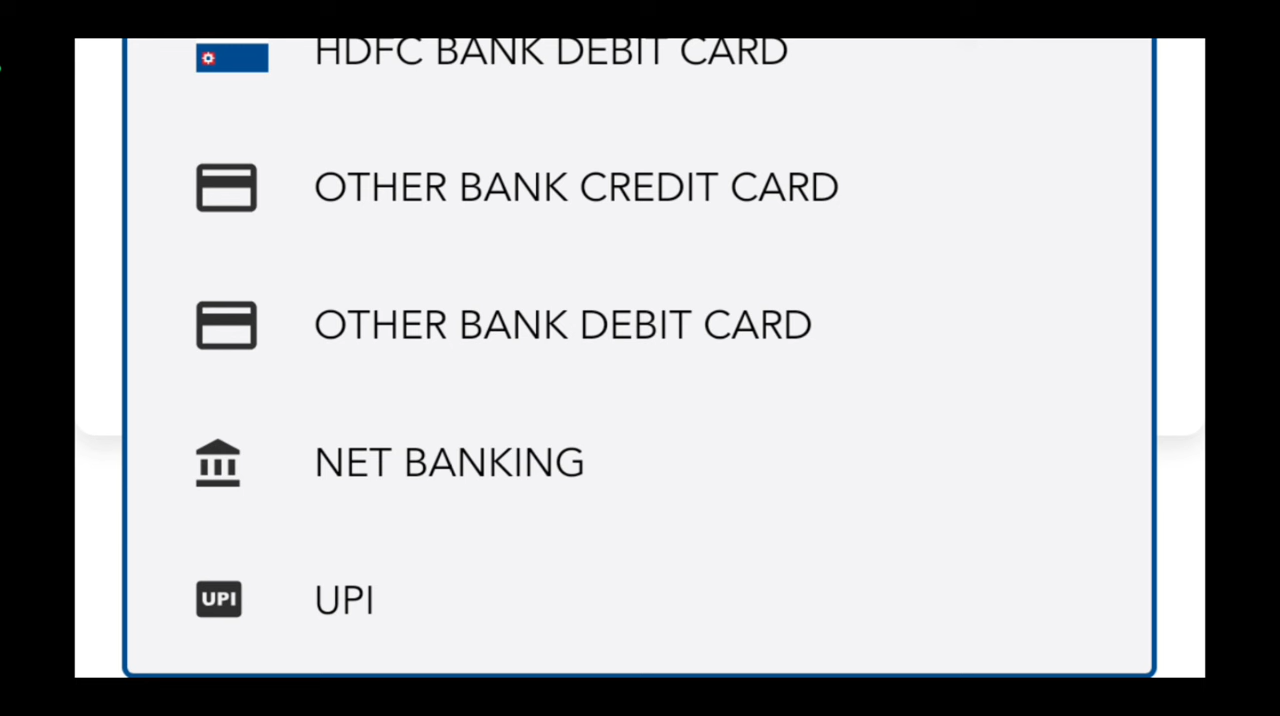 HDFC BANK DEBIT CARD
OTHER BANK CREDIT CARD
OTHER BANK DEBIT CARD
NET BANKING
UPI UPI